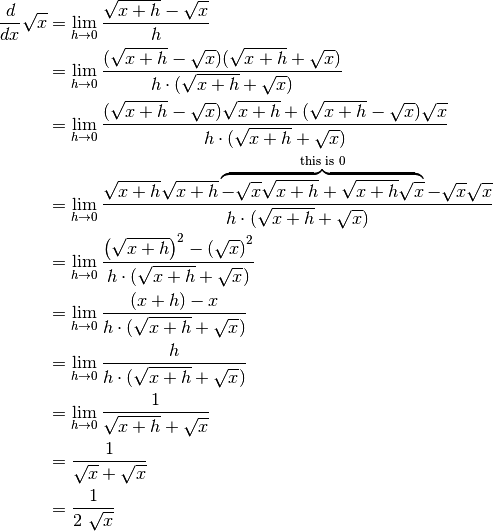 \frac{d}{dx}\sqrt{x} = \lim_{h \to 0} \frac{\sqrt{x+h} - \sqrt{x}}{h}
= \lim_{h \to 0} \frac{(\sqrt{x+h} - \sqrt{x})(\sqrt{x+h} + \sqrt{x})}{h \cdot (\sqrt{x+h} + \sqrt{x})}
= \lim_{h \to 0} \frac{(\sqrt{x+h} - \sqrt{x})\sqrt{x+h} + (\sqrt{x+h} - \sqrt{x})\sqrt{x}}{h \cdot (\sqrt{x+h} + \sqrt{x})}
= \lim_{h \to 0} \frac{\sqrt{x+h}\sqrt{x+h} \overbrace{-\sqrt{x}\sqrt{x+h} + \sqrt{x+h}\sqrt{x}}^{\text{this is 0}} - \sqrt{x}\sqrt{x}}{h \cdot (\sqrt{x+h} + \sqrt{x})}
= \lim_{h \to 0} \frac{\left(\sqrt{x+h}\right)^2 - (\sqrt{x})^2}{h \cdot (\sqrt{x+h} + \sqrt{x})}
= \lim_{h \to 0} \frac{(x+h) - x}{h \cdot (\sqrt{x+h} + \sqrt{x})}
= \lim_{h \to 0} \frac{h}{h \cdot (\sqrt{x+h} + \sqrt{x})}
= \lim_{h \to 0} \frac{1}{\sqrt{x+h} + \sqrt{x}}
= \frac{1}{\sqrt{x} + \sqrt{x}}
= \frac{1}{2\ \sqrt{x}}